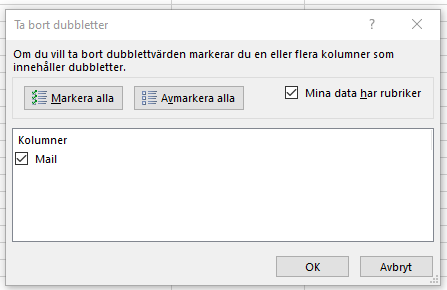 Ta bort dubbletter
Om du vill ta bort dubblettvärden markerar du en eller flera kolumner som
innehåller dubbletter.
Markera alla
Avmarkera alla
Mina data har rubriker
Kolumner
Mail
OK
Avbryt